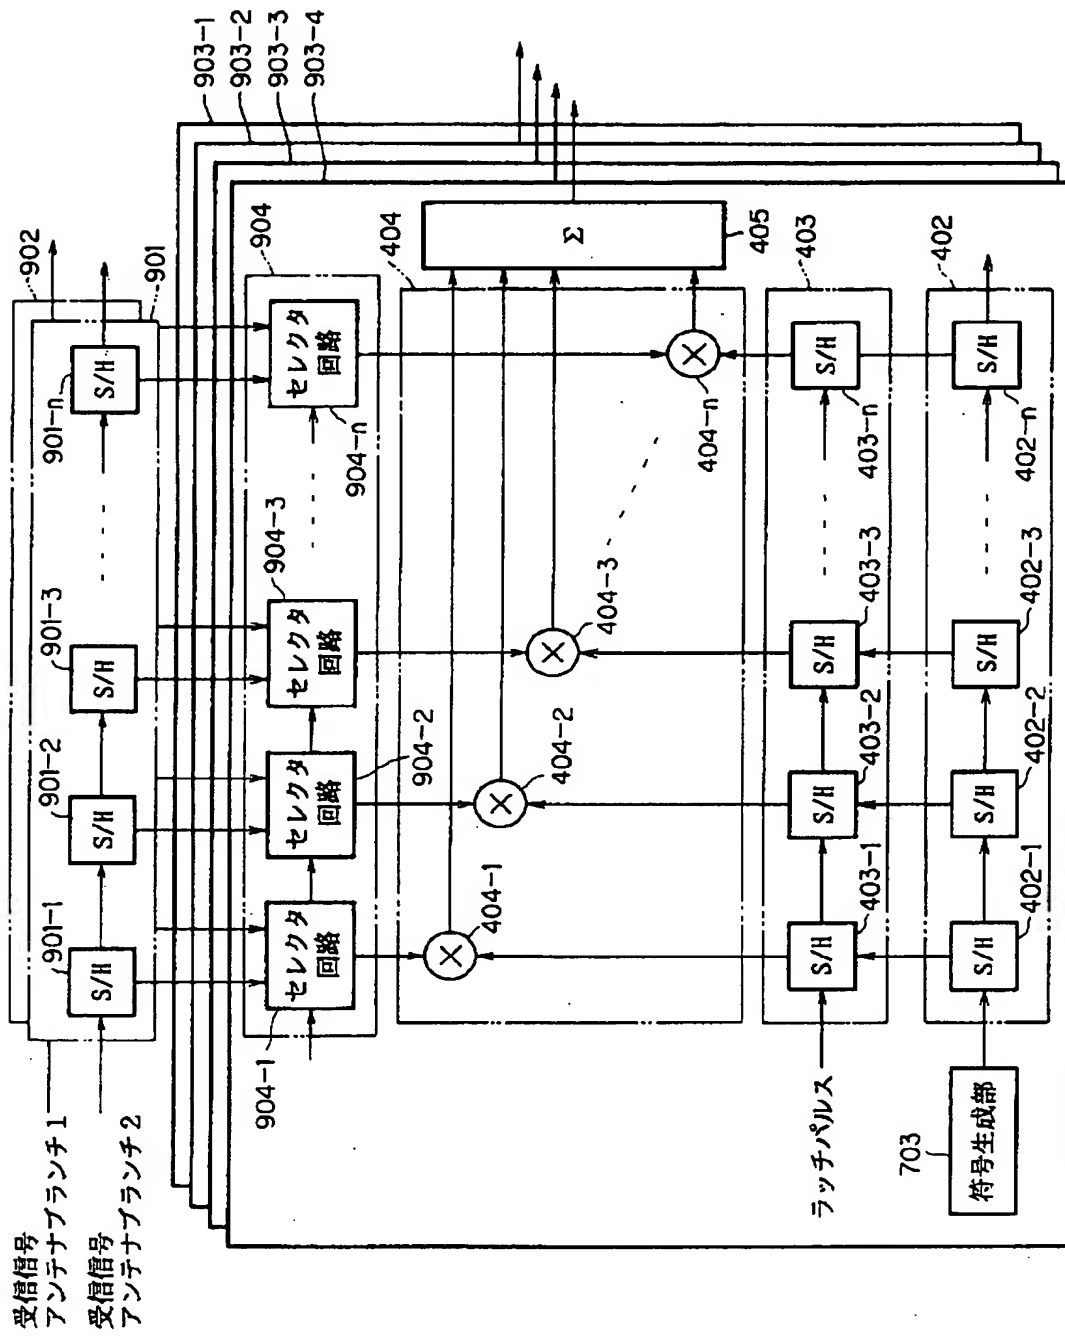 受信信号
アンテナブランチ1
受信信号
アンテナブランチ2
902
901
901-1
901-2
901-3
901-n
S/H
S/H
S/H
S/H
903-1
903-2
903-3
903-4
904
904-1
904-2
904-3
904-n
セレクタ
回路
セレクタ
回路
セレクタ
回路
セレクタ
回路
404
404-1
404-2
404-3
404-n
×
×
×
×
Σ
405
ラッチパルス
403
403-1
403-2
403-3
403-n
S/H
S/H
S/H
S/H
703
符号生成部
402
402-1
402-2
402-3
402-n
S/H
S/H
S/H
S/H